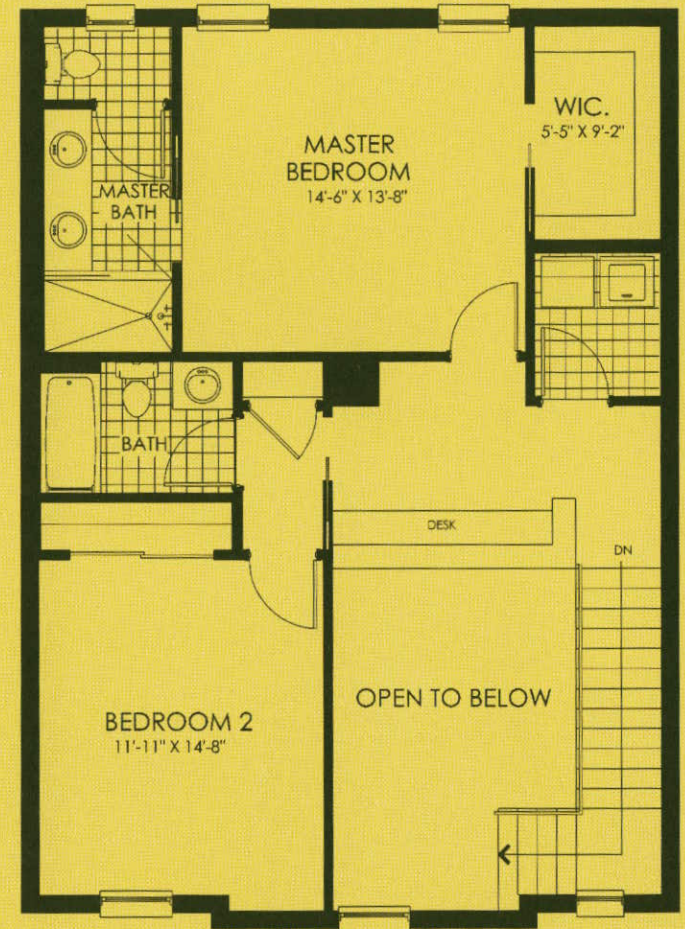 MASTER
BEDROOM
14'-6" X 13'-8"
WIC.
5'-5" X 9'-2"
MASTER
BATH
BATH
DESK
DN
OPEN TO BELOW
BEDROOM 2
11'-11" X 14'-8"